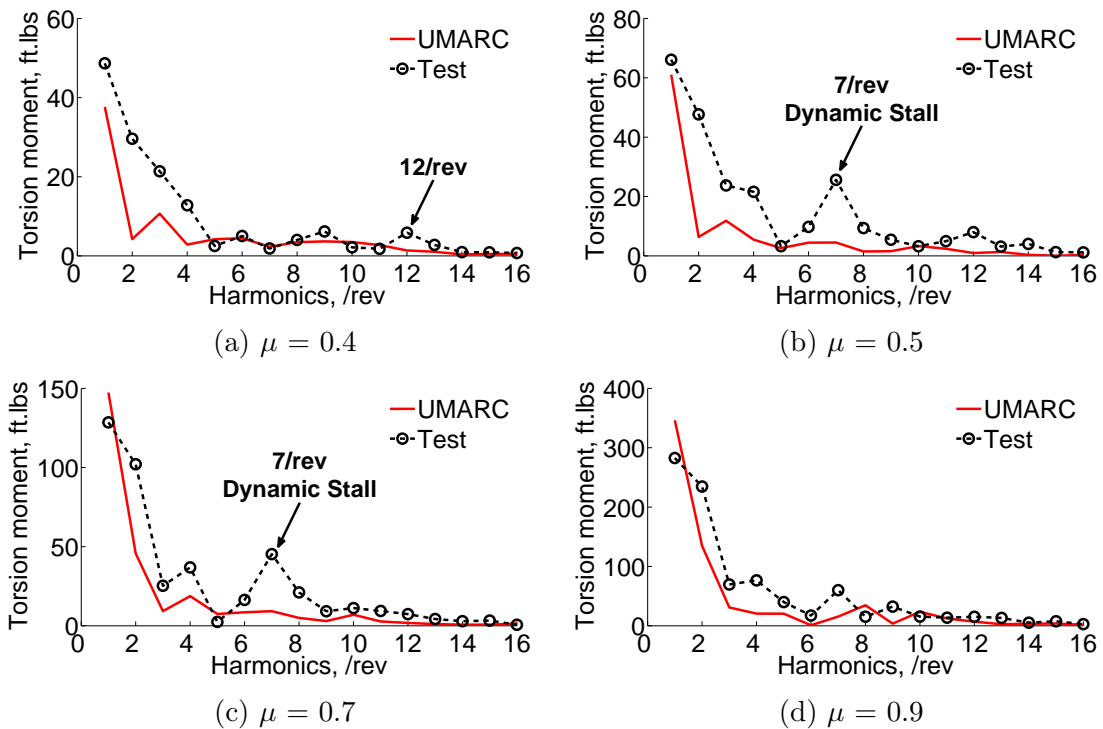 60
40
20
0
Torsion moment, ft.lbs
UMARC
Test
12/rev
0 2 4 6 8 10 12 14 16
Harmonics, /rev
(a) μ = 0.4
80
60
40
20
0
Torsion moment, ft.lbs
UMARC
Test
7/rev
Dynamic Stall
0 2 4 6 8 10 12 14 16
Harmonics, /rev
(b) μ = 0.5
150
100
50
0
Torsion moment, ft.lbs
UMARC
Test
7/rev
Dynamic Stall
0 2 4 6 8 10 12 14 16
Harmonics, /rev
(c) μ = 0.7
400
300
200
100
0
Torsion moment, ft.lbs
UMARC
Test
0 2 4 6 8 10 12 14 16
Harmonics, /rev
(d) μ = 0.9